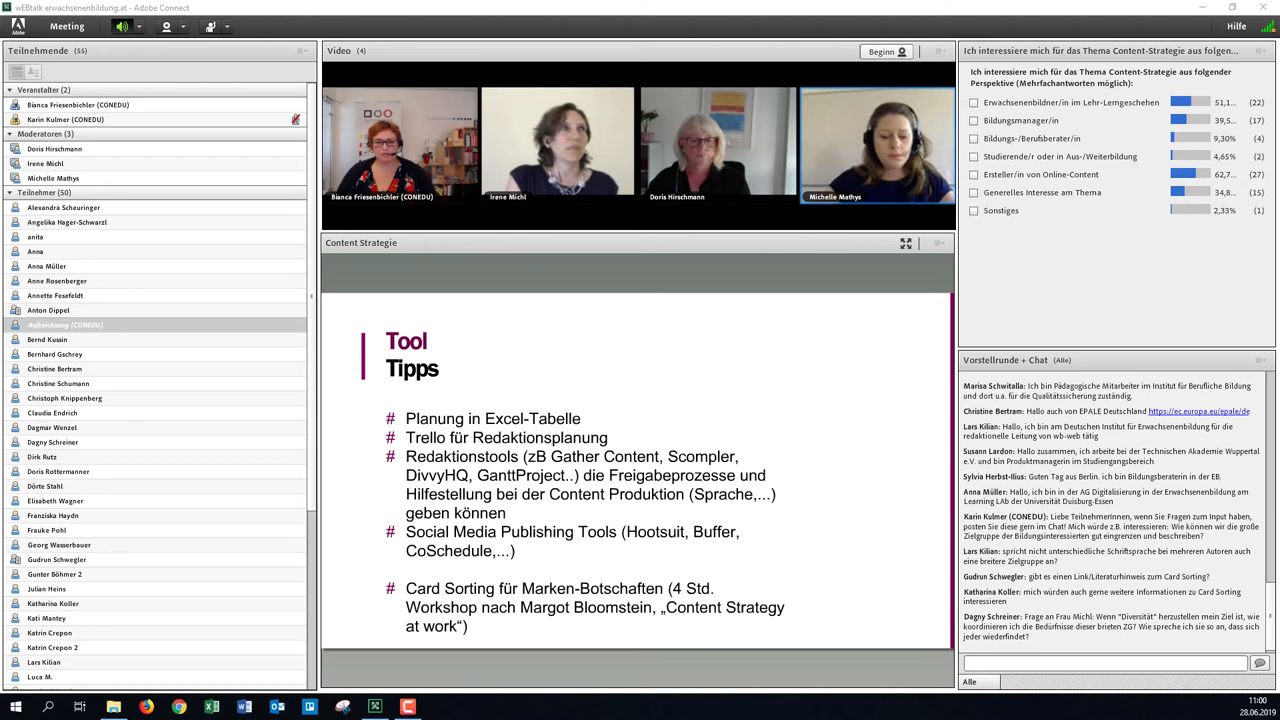 wEBtalk erwachsenenbildung.at - Adobe Connect
Adobe
Meeting
Hilfe
Teilnehmende (55)
Veranstalter (2)
Bianca Friesenbichler (CONEDU)
Karin Kulmer (CONEDU)
Moderatoren (3)
Doris Hirschmann
Irene Michl
Michelle Mathys
Teilnehmer (50)
Alexandra Scheuringer
Angelika Hager-Schwarzl
anita
Anna
Anna Müller
Anne Rosenberger
Annette Fesefeldt
Anton Dippel
Aufzeichnung (CONEDU)
Bernd Kussin
Bernhard Gschrey
Christine Bertram
Christine Schumann
Christoph Knippenberg
Claudia Endrich
Dagmar Wenzel
Dagny Schreiner
Dirk Rutz
Doris Rottermanner
Dörte Stahl
Elisabeth Wagner
Franziska Haydn
Frauke Pohl
Georg Wasserbauer
Gudrun Schwegler
Gunter Böhmer 2
Julian Heins
Katharina Koller
Kati Mantey
Katrin Crepon
Katrin Crepon 2
Lars Kilian
Luca M.
Video (4)
Beginn
Bianca Friesenbichler (CONEDU)
Irene Michl
Doris Hirschmann
Michelle Mathys
Content Strategie
Tool
Tipps
# Planung in Excel-Tabelle
# Trello für Redaktionsplanung
# Redaktionstools (zB Gather Content, Scompler,
DivvyHQ, GanttProject..) die Freigabeprozesse und
Hilfestellung bei der Content Produktion (Sprache,...)
geben können
# Social Media Publishing Tools (Hootsuit, Buffer,
CoSchedule,...)
# Card Sorting für Marken-Botschaften (4 Std.
Workshop nach Margot Bloomstein, „Content Strategy
at work“)
Ich interessiere mich für das Thema Content-Strategie aus folgen...
Ich interessiere mich für das Thema Content-Strategie aus folgender
Perspektive (Mehrfachantworten möglich):
Erwachsenenbildner/in im Lehr-Lerngeschehen 51,1... (22)
Bildungsmanager/in 39,5... (17)
Bildungs-/Berufsberater/in 9,30% (4)
Studierende/r oder in Aus-/Weiterbildung 4,65% (2)
Ersteller/in von Online-Content 62,7... (27)
Generelles Interesse am Thema 34,8... (15)
Sonstiges 2,33% (1)
Vorstellrunde + Chat (Alle)
Marisa Schwitalla: Ich bin Pädagogische Mitarbeiter im Institut für Berufliche Bildung
und dort u.a. für die Qualitätssicherung zuständig.
Christine Bertram: Hallo auch von EPALE Deutschland https://ec.europa.eu/epale/de
Lars Kilian: Hallo, ich bin am Deutschen Institut für Erwachsenenbildung für die
redaktionelle Leitung von wb-web tätig
Susann Lardon: Hallo zusammen, ich arbeite bei der Technischen Akademie Wuppertal
e.V. und bin Produktmanagerin im Studiengangsbereich
Sylvia Herbst-Ilius: Guten Tag aus Berlin. ich bin Bildungsberaterin in der EB.
Anna Müller: Hallo, ich bin in der AG Digitalisierung in der Erwachsenenbildung am
Learning LAb der Universität Duisburg-Essen
Karin Kulmer (CONEDU): Liebe TeilnehmerInnen, wenn Sie Fragen zum Input haben,
posten Sie diese gern im Chat! Mich würde z.B. interessieren: Wie können wir die große
Zielgruppe der Bildungsinteressierten gut eingrenzen und beschreiben?
Lars Kilian: spricht nicht unterschiedliche Schriftsprache bei mehreren Autoren auch
eine breitere Zielgruppe an?
Gudrun Schwegler: gibt es einen Link/Literaturhinweis zum Card Sorting?
Katharina Koller: mich würden auch gerne weitere Informationen zu Card Sorting
interessieren
Dagny Schreiner: Frage an Frau Michl: Wenn "Diversität" herzustellen mein Ziel ist, wie
koordinieren ich die Bedürfnisse dieser brieten ZG? Wie spreche ich sie so an, dass sich
jeder wiederfindet?
Alle
11:00
28.06.2019